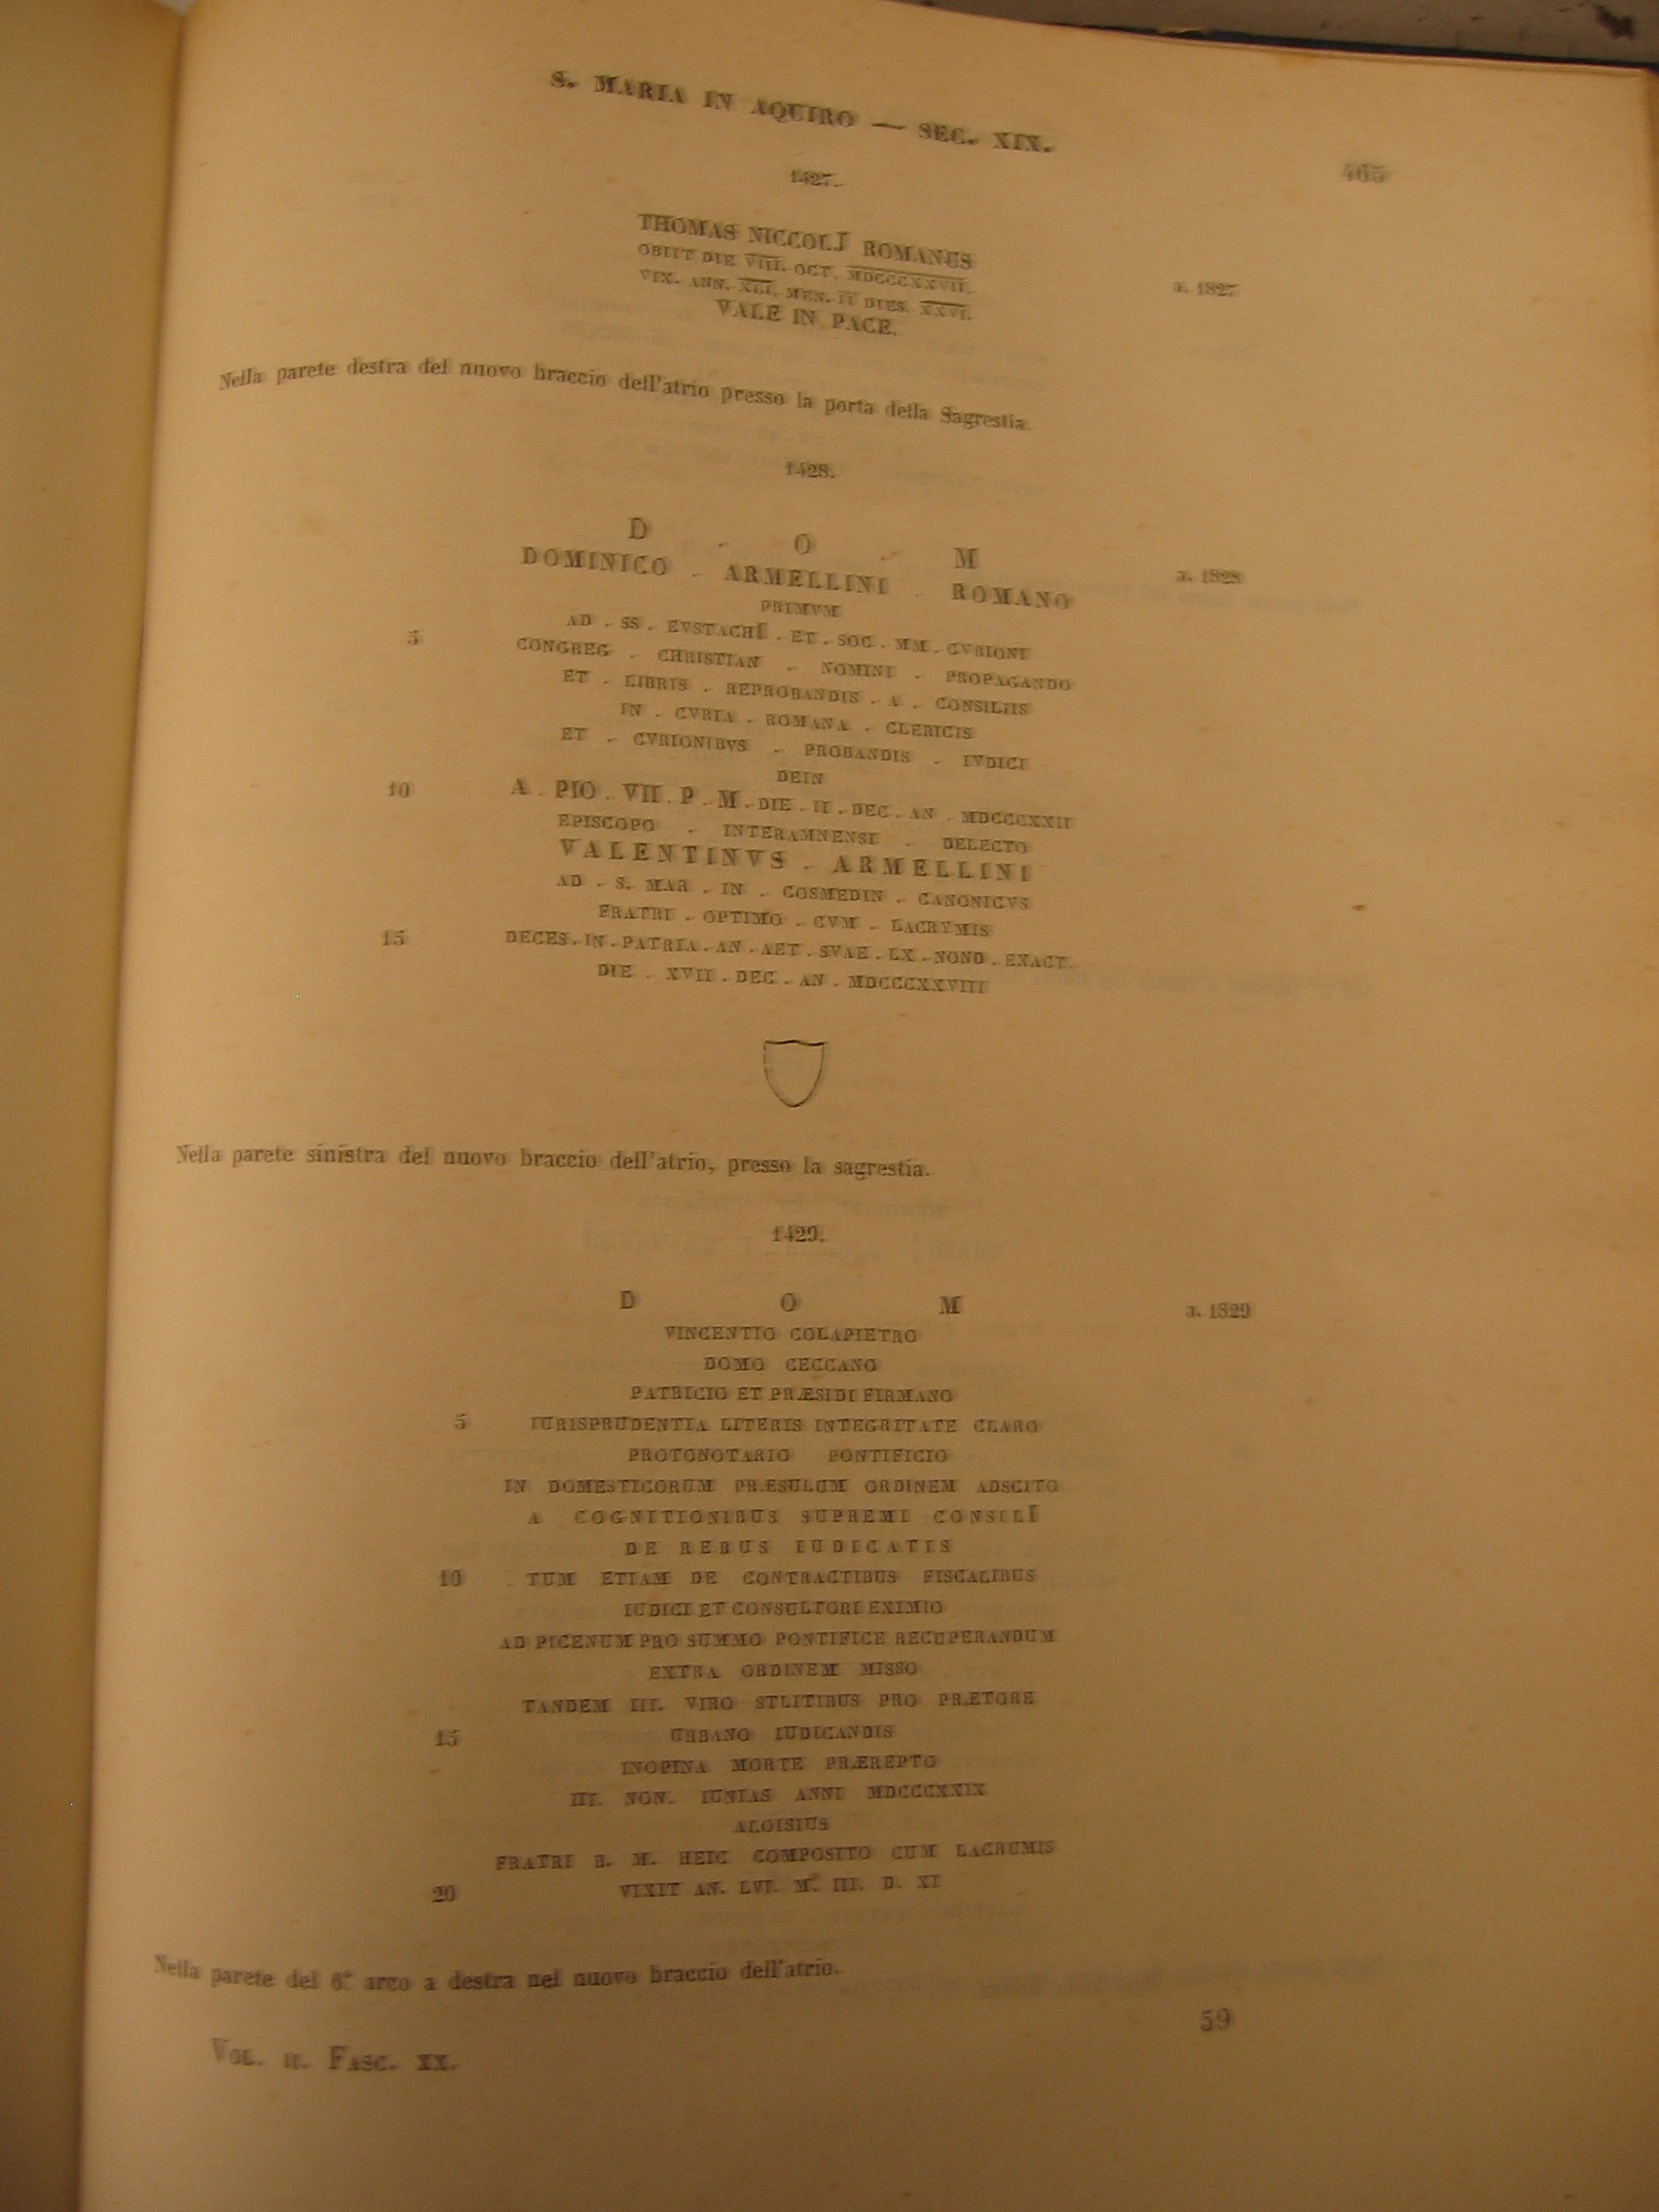 S. MARIA IN AQUIRO — SEC. XIX.
465
1427.
THOMAS NICCOLĪ ROMANUS
OBIIT DIE VIII. OCT. MDCCCXXVII.
a. 1827
VIX. ANN. XLI. MEN. II DIES. XXVI.
VALE IN PACE.
Nella parete destra del nuovo braccio dell'atrio presso la porta della Sagrestia.
1428.
D . O . M
a. 1828
DOMINICO . ARMELLINI . ROMANO
PRIMVM
AD . SS . EVSTACHĪ . ET . SOC . MM . CVRIONI
5 CONGREG . CHRISTIAN . NOMINI . PROPAGANDO
ET . LIBRIS . REPROBANDIS . A . CONSILIIS
IN . CVRIA . ROMANA . CLERICIS
ET . CVRIONIBVS . PROBANDIS . IVDICI
DEIN
10 A . PIO . VII . P . M . DIE . II . DEC . AN . MDCCCXXII
EPISCOPO . INTERAMNENSI . DELECTO
VALENTINVS . ARMELLINI
AD . S. MAR . IN . COSMEDIN . CANONICVS
FRATRI . OPTIMO . CVM . LACRYMIS
15 DECES . IN . PATRIA . AN . AET . SVAE . LX . NOND . EXACT.
DIE . XVII . DEC . AN . MDCCCXXVIII
Nella parete sinistra del nuovo braccio dell'atrio, presso la sagrestia.
1429.
D O M
a. 1829
VINCENTIO COLAPIETRO
DOMO CECCANO
PATRICIO ET PRÆSIDI FIRMANO
5 IURISPRUDENTIA LITERIS INTEGRITATE CLARO
PROTONOTARIO PONTIFICIO
IN DOMESTICORUM PRÆSULUM ORDINEM ADSCITO
A COGNITIONIBUS SUPREMI CONSILĪ
DE REBUS IUDICATIS
10 TUM ETIAM DE CONTRACTIBUS FISCALIBUS
IUDICI ET CONSULTORI EXIMIO
AD PICENUM PRO SUMMO PONTIFICE RECUPERANDUM
EXTRA ORDINEM MISSO
TANDEM III. VIRO STLITIBUS PRO PRÆTORE
15 URBANO IUDICANDIS
INOPINA MORTE PRÆREPTO
III. NON. IUNIAS ANNI MDCCCXXIX
ALOISIUS
FRATRI B. M. HEIC COMPOSITO CUM LACRUMIS
20 VIXIT AN. LVI. M. III. D. XI
Nella parete del 6º arco a destra nel nuovo braccio dell'atrio.
59
VOL. II. FASC. XX.